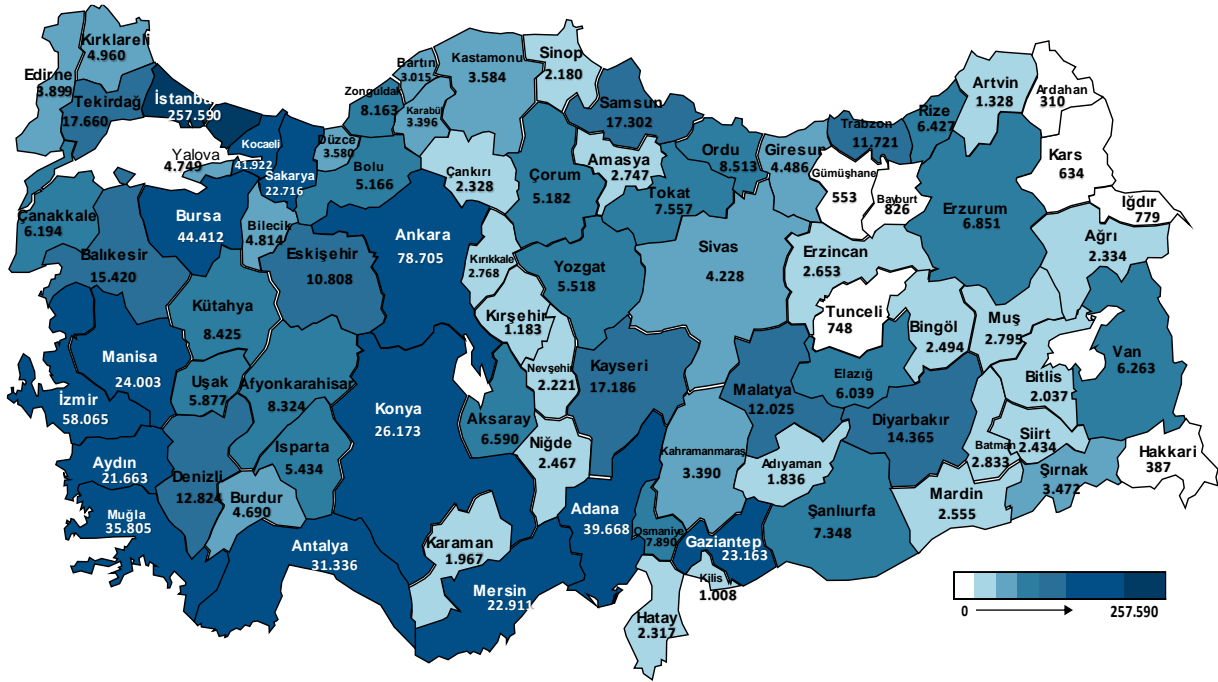 Kırklareli
4.960
Edirne
3.899
Tekirdağ
17.660
İstanbul
257.590
Yalova
4.749
Kocaeli
41.922
Sakarya
22.716
Düzce
3.580
Zonguldak
8.163
Bartın
3.015
Karabük
3.396
Kastamonu
3.584
Sinop
2.180
Samsun
17.302
Bolu
5.166
Çankırı
2.328
Çorum
5.182
Amasya
2.747
Tokat
7.557
Ordu
8.513
Giresun
4.486
Trabzon
11.721
Rize
6.427
Artvin
1.328
Ardahan
310
Kars
634
Iğdır
779
Gümüşhane
553
Bayburt
826
Erzurum
6.851
Ağrı
2.334
Çanakkale
6.194
Balıkesir
15.420
Bursa
44.412
Bilecik
4.814
Eskişehir
10.808
Ankara
78.705
Kırıkkale
2.768
Yozgat
5.518
Sivas
4.228
Erzincan
2.653
Tunceli
748
Bingöl
2.494
Muş
2.795
Van
6.263
Bitlis
2.037
Kütahya
8.425
Kırşehir
1.183
Nevşehir
2.221
Kayseri
17.186
Malatya
12.025
Elazığ
6.039
Diyarbakır
14.365
Batman
2.833
Siirt
2.434
Şırnak
3.472
Hakkari
387
Manisa
24.003
İzmir
58.065
Uşak
5.877
Afyonkarahisar
8.324
Konya
26.173
Aksaray
6.590
Niğde
2.467
Kahramanmaraş
3.390
Adıyaman
1.836
Mardin
2.555
Şanlıurfa
7.348
Aydın
21.663
Denizli
12.824
Isparta
5.434
Burdur
4.690
Muğla
35.805
Antalya
31.336
Karaman
1.967
Mersin
22.911
Adana
39.668
Osmaniye
7.890
Gaziantep
23.163
Kilis
1.008
Hatay
2.317
0
257.590